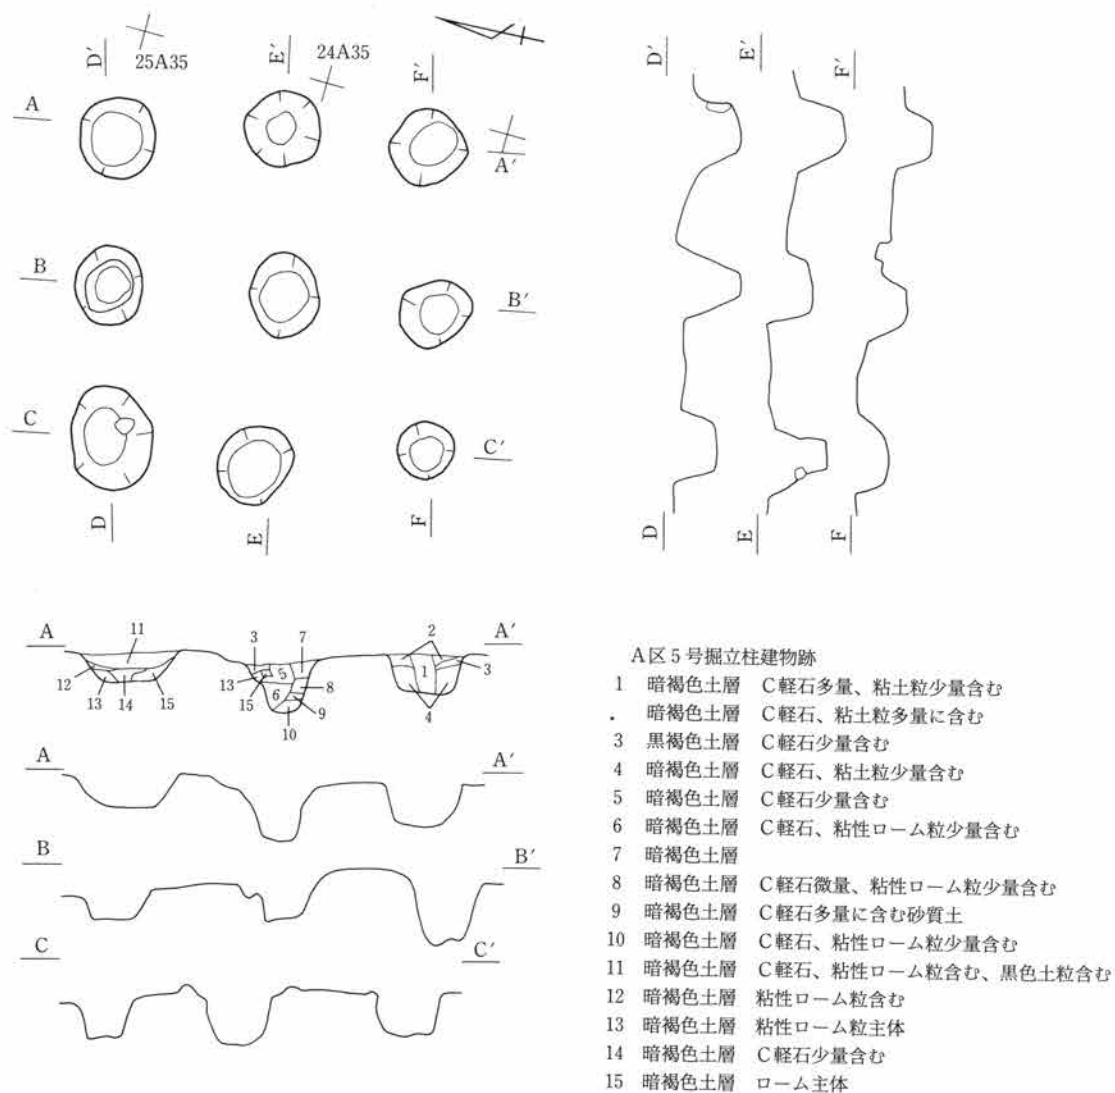 D′
25A35
E′
24A35
F′
A
A′
B
B′
C
C′
D
E
F
D′
E′
F′
D
E
F
A
11
3
7
2
A′
5
1
3
12
13
14
15
13
15
6
8
9
10
4
A
A′
B
B′
C
C′
A区5号掘立柱建物跡
1 暗褐色土層 C軽石多量、粘土粒少量含む
. 暗褐色土層 C軽石、粘土粒多量に含む
3 黒褐色土層 C軽石少量含む
4 暗褐色土層 C軽石、粘土粒少量含む
5 暗褐色土層 C軽石少量含む
6 暗褐色土層 C軽石、粘性ローム粒少量含む
7 暗褐色土層
8 暗褐色土層 C軽石微量、粘性ローム粒少量含む
9 暗褐色土層 C軽石多量に含む砂質土
10 暗褐色土層 C軽石、粘性ローム粒少量含む
11 暗褐色土層 C軽石、粘性ローム粒含む、黒色土粒含む
12 暗褐色土層 粘性ローム粒含む
13 暗褐色土層 粘性ローム粒主体
14 暗褐色土層 C軽石少量含む
15 暗褐色土層 ローム主体